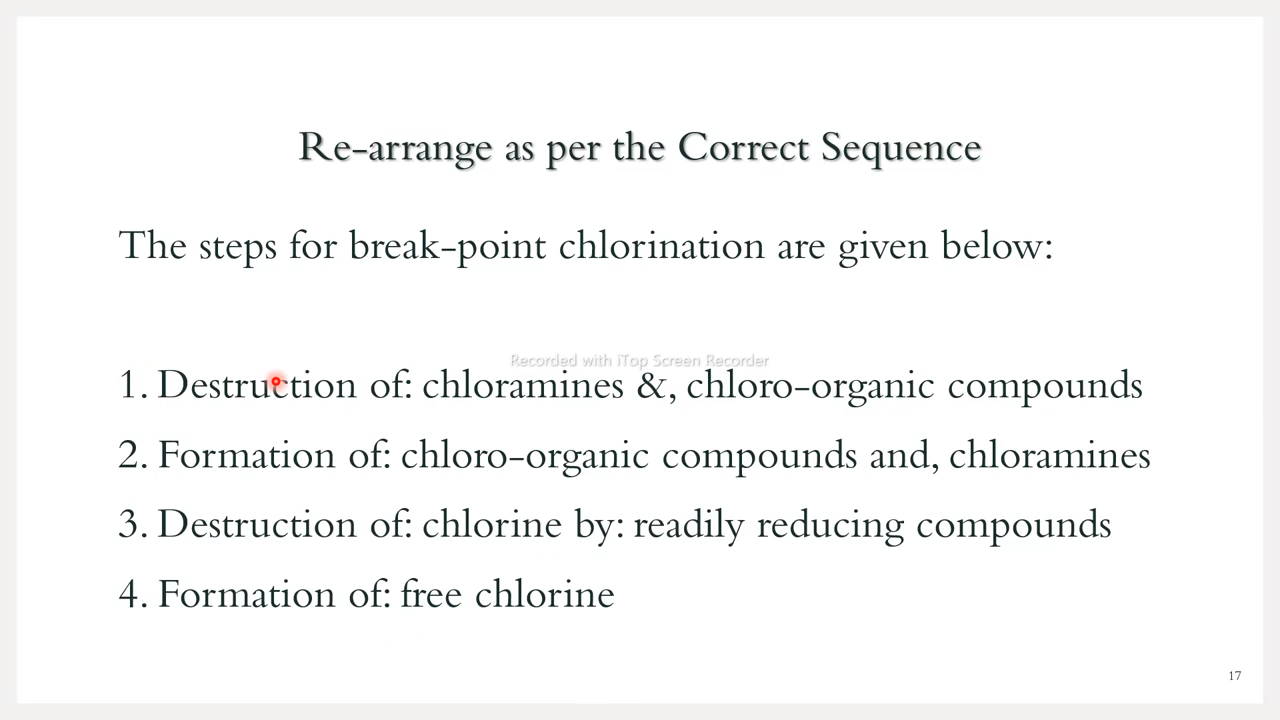 Re-arrange as per the Correct Sequence
The steps for break-point chlorination are given below:
Recorded with iTop Screen Recorder
1. Destruction of: chloramines &, chloro-organic compounds
2. Formation of: chloro-organic compounds and, chloramines
3. Destruction of: chlorine by: readily reducing compounds
4. Formation of: free chlorine
17